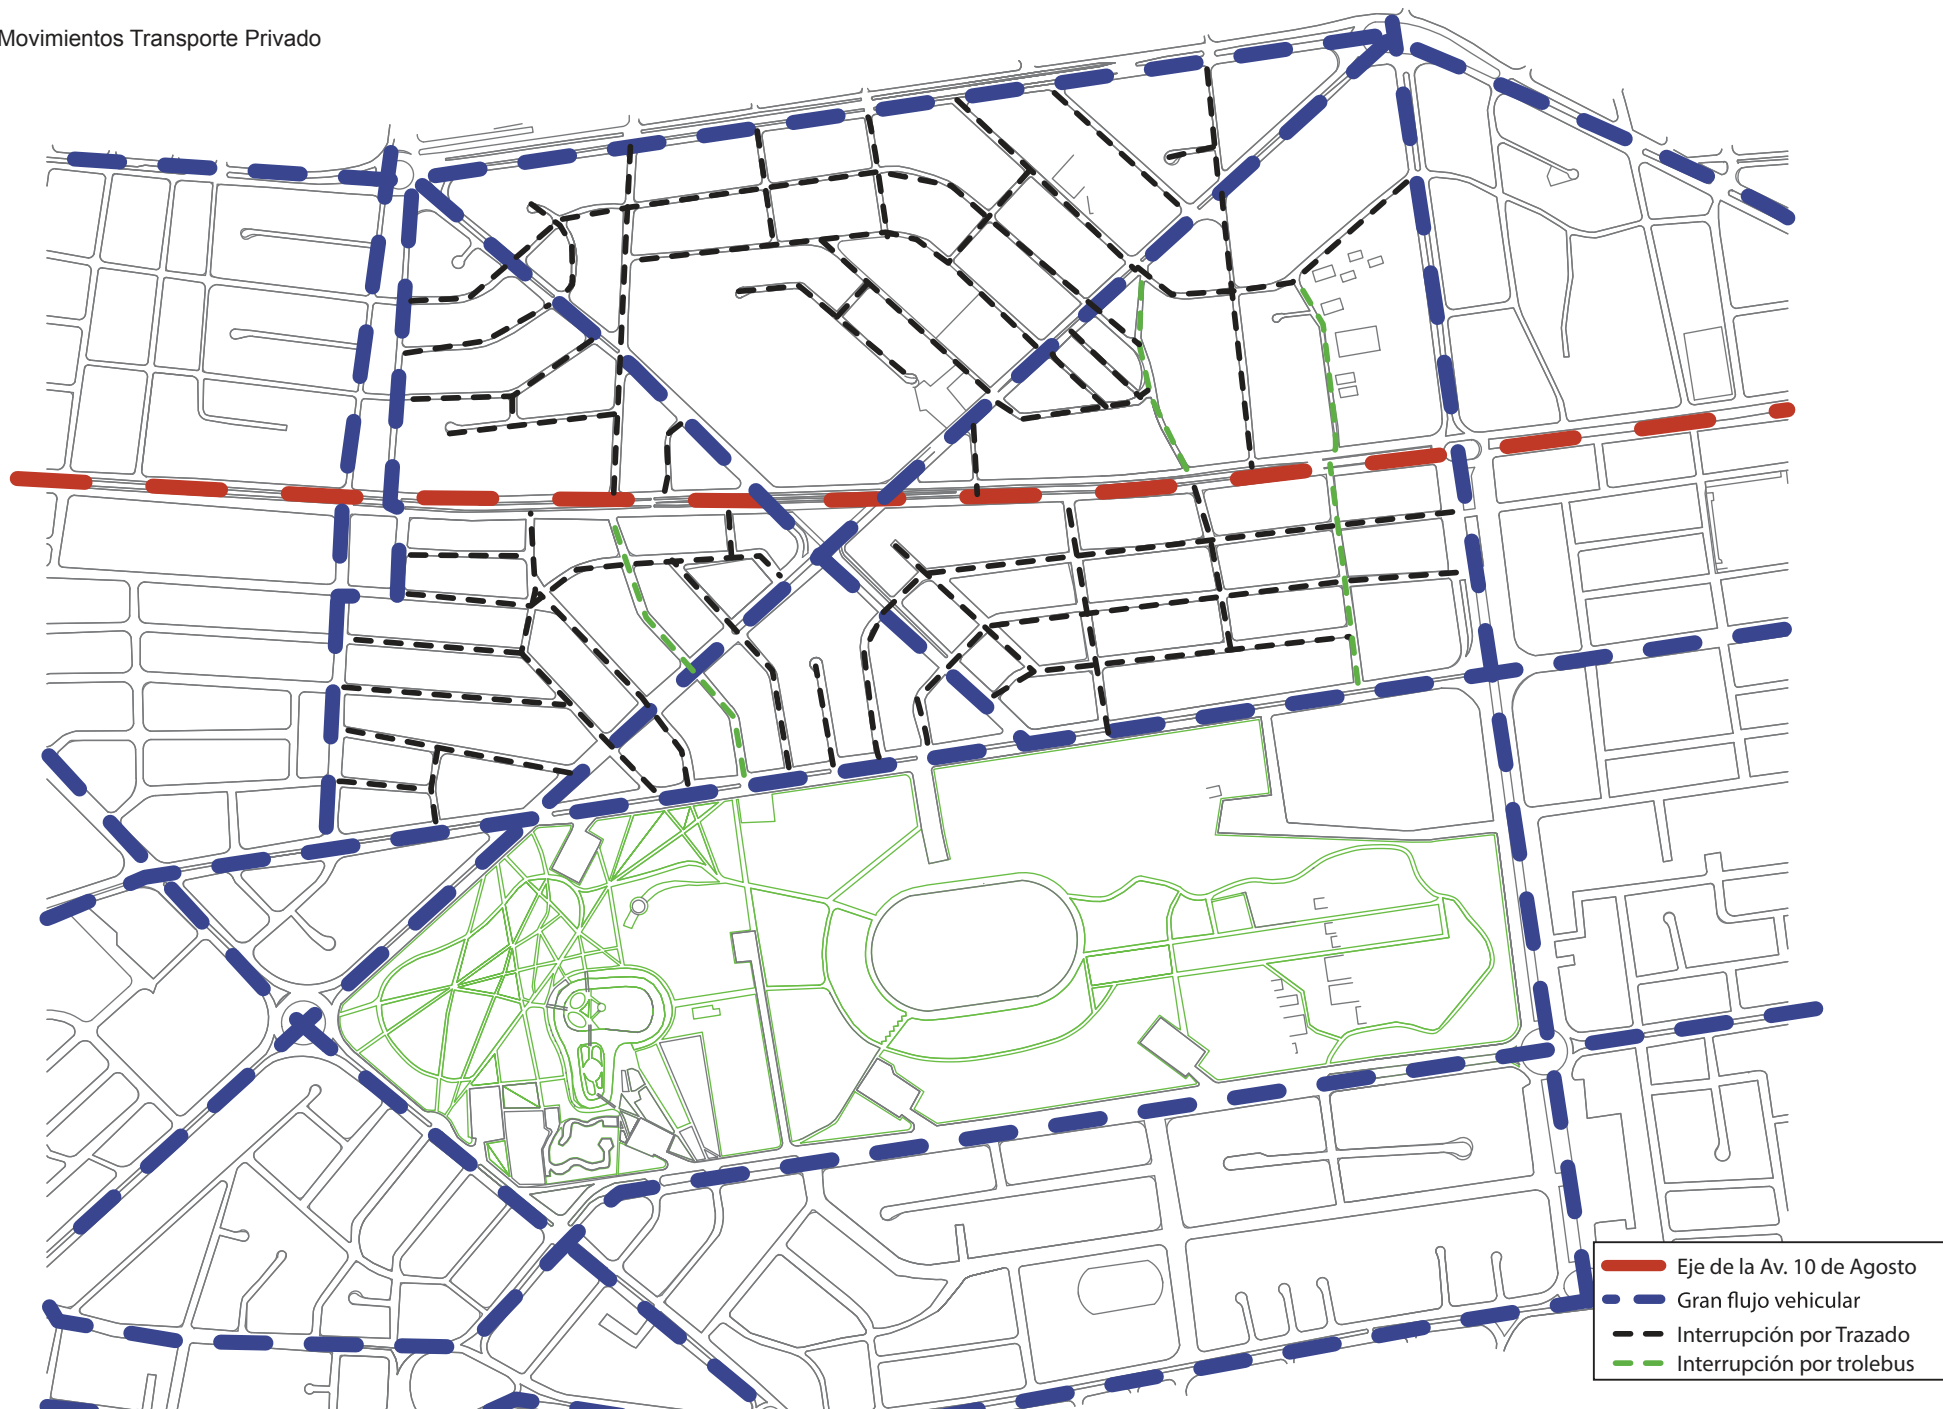 Movimientos Transporte Privado
Eje de la Av. 10 de Agosto
Gran flujo vehicular
Interrupción por Trazado
Interrupción por trolebus